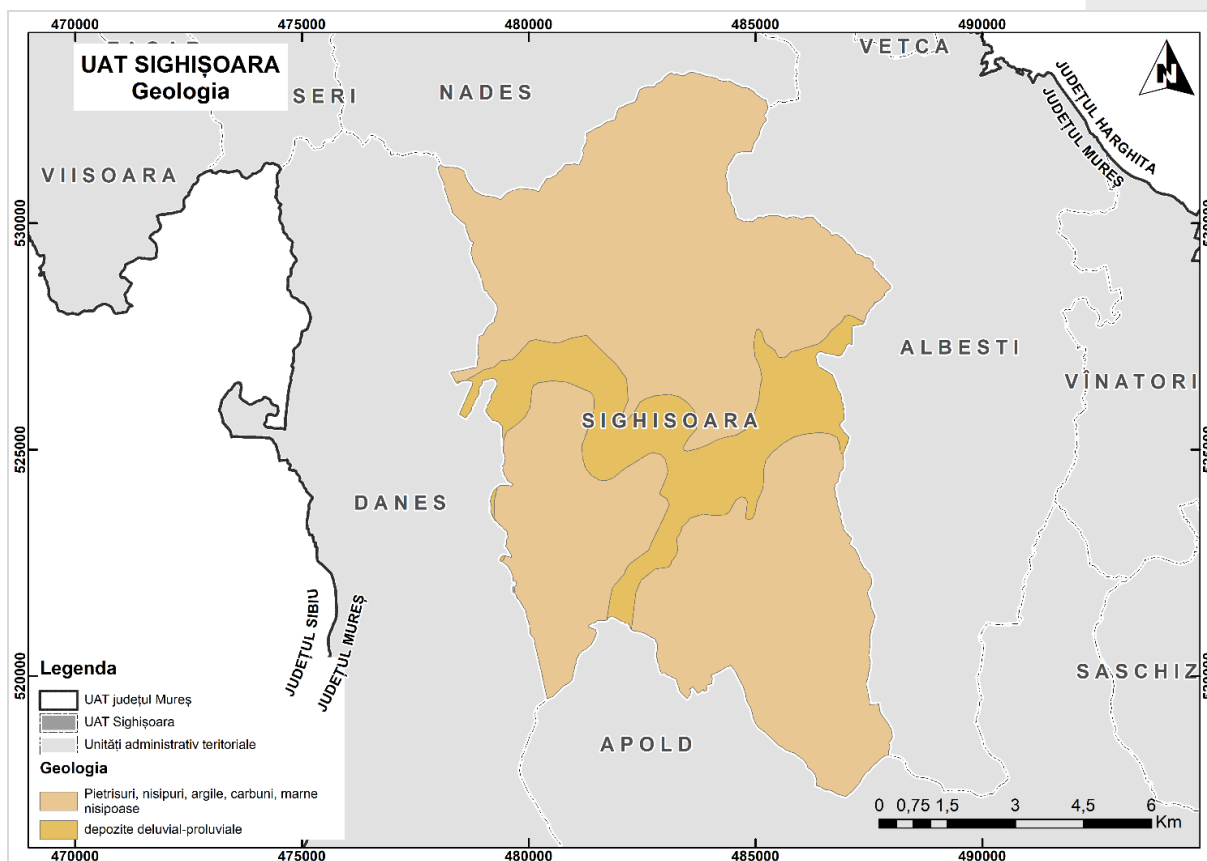 470000 475000 480000 485000 490000
UAT SIGHIȘOARA
Geologia
SERI
NADES
VETCA
N
JUDEȚUL HARGHITA
JUDEȚUL MUREȘ
VIISOARA
530000
ALBESTI
VÎNATORI
SIGHISOARA
525000
DANES
JUDEȚUL SIBIU
JUDEȚUL MUREȘ
520000
SASCHIZ
APOLD
Legenda
UAT județul Mureș
UAT Sighișoara
Unități administrativ teritoriale
Geologia
Pietrisuri, nisipuri, argile, carbuni, marne
nisipoase
depozite deluvial-proluviale
0 0,75 1,5 3 4,5 6
Km
470000 475000 480000 485000 490000